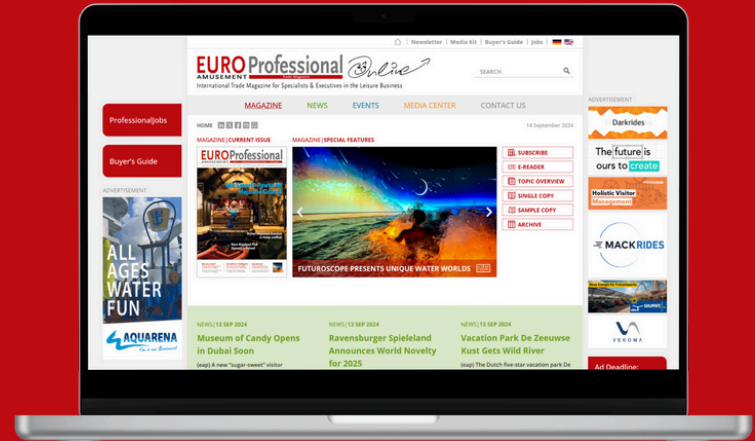 | Newsletter | Media Kit | Buyer's Guide | Jobs |
EURO Professional Online
AMUSEMENT Trade Magazine
International Trade Magazine for Specialists & Executives in the Leisure Business
SEARCH
MAGAZINE NEWS EVENTS MEDIA CENTER CONTACT US
HOME
14 September 2024
ProfessionalJobs
Buyer's Guide
ADVERTISEMENT
ALL
AGES
WATER
FUN
AQUARENA
MAGAZINE|CURRENT ISSUE
EUROProfessional
MAGAZINE|SPECIAL FEATURES
FUTUROSCOPE PRESENTS UNIQUE WATER WORLDS
SUBSCRIBE
E-READER
TOPIC OVERVIEW
SINGLE COPY
SAMPLE COPY
ARCHIVE
ADVERTISEMENT
Darkrides
The future is
ours to create
Holistic Visitor
Management
MACKRIDES
VEKOMA
Ad Deadline:
NEWS|13 SEP 2024
Museum of Candy Opens
in Dubai Soon
(eap) A new "sugar-sweet" visitor
NEWS|13 SEP 2024
Ravensburger Spieleland
Announces World Novelty
for 2025
NEWS|13 SEP 2024
Vacation Park De Zeeuwse
Kust Gets Wild River
(eap) The Dutch five-star vacation park De